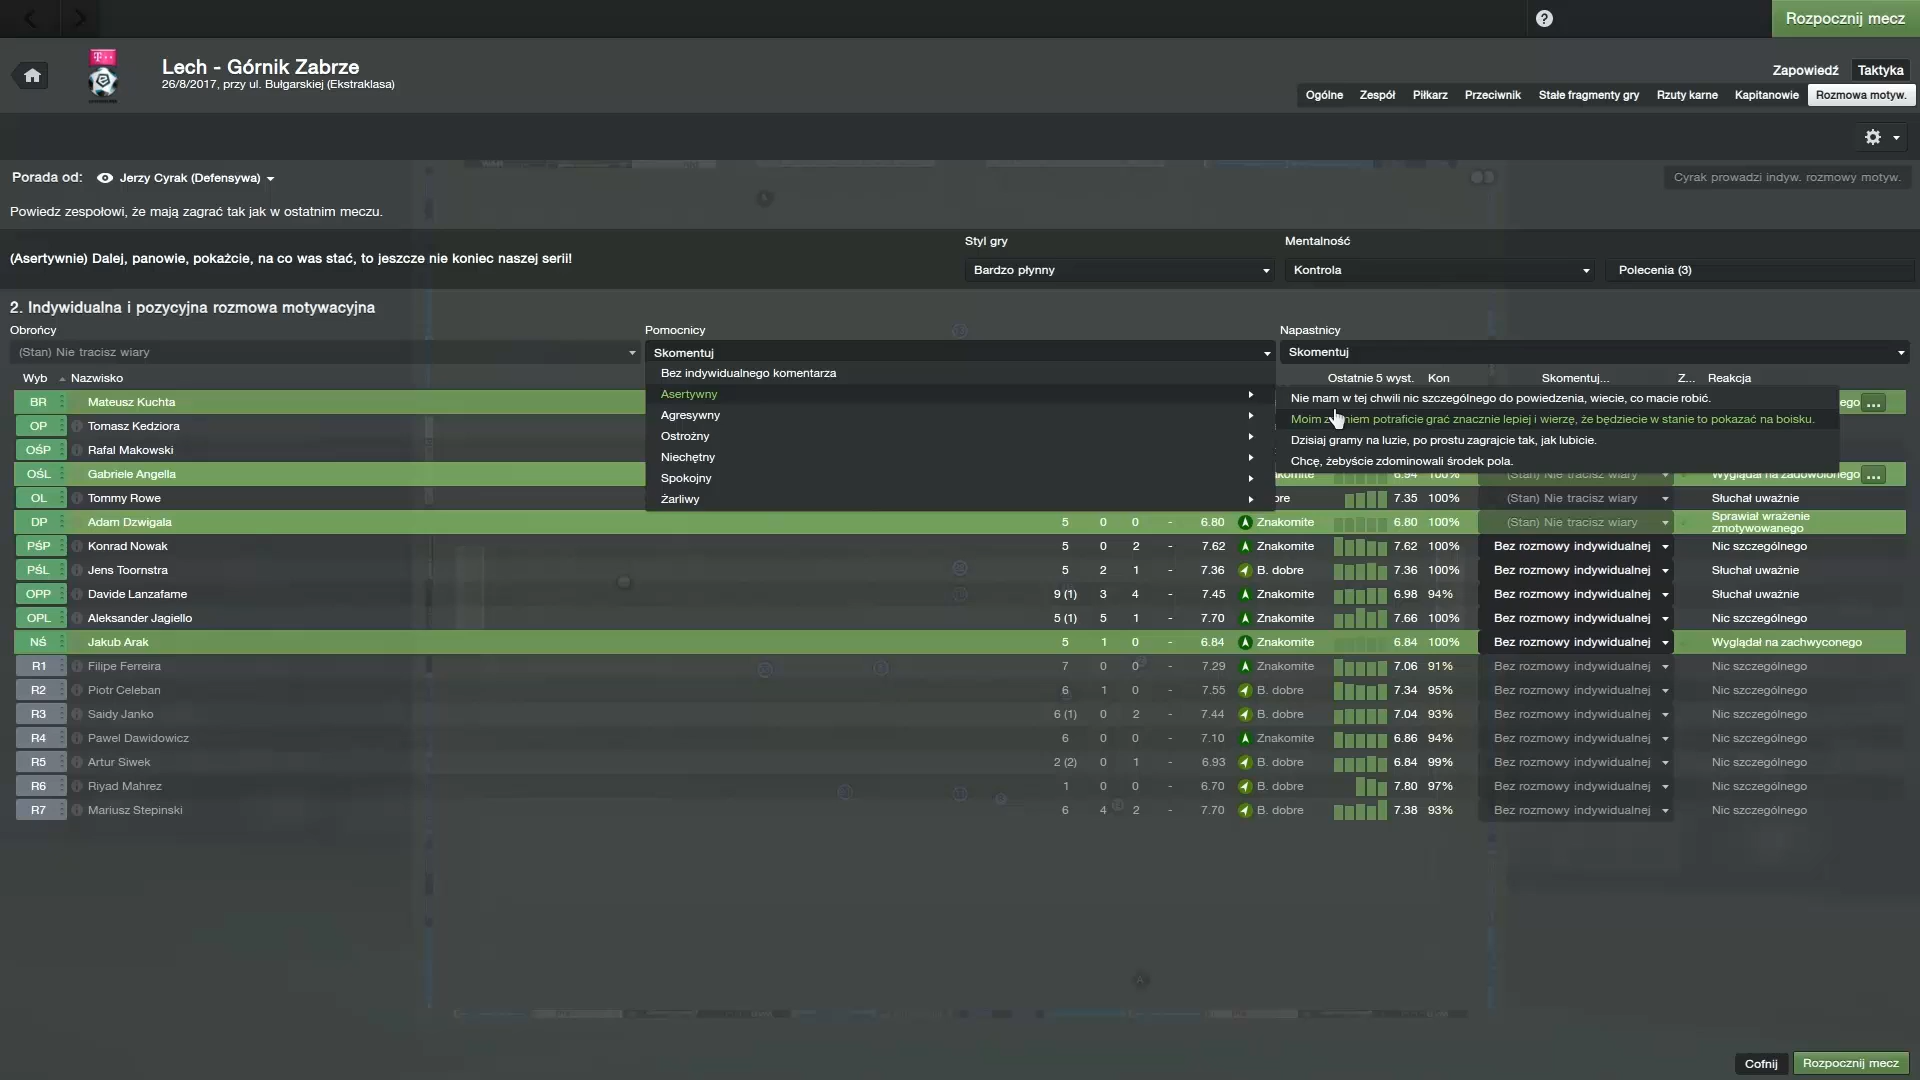 Rozpocznij mecz
Lech - Górnik Zabrze
26/8/2017, przy ul. Bułgarskiej (Ekstraklasa)
Zapowiedź Taktyka
Ogólne Zespół Piłkarz Przeciwnik Stałe fragmenty gry Rzuty karne Kapitanowie Rozmowa motyw.
Porada od: Jerzy Cyrak (Defensywa) Cyrak prowadzi indyw. rozmowy motyw.
Powiedz zespołowi, że mają zagrać tak jak w ostatnim meczu.
Styl gry Mentalność
(Asertywnie) Dalej, panowie, pokażcie, na co was stać, to jeszcze nie koniec naszej serii!
Bardzo płynny Kontrola Polecenia (3)
2. Indywidualna i pozycyjna rozmowa motywacyjna
Obrońcy Pomocnicy Napastnicy
(Stan) Nie tracisz wiary Skomentuj Skomentuj
Bez indywidualnego komentarza
Asertywny
Agresywny
Ostrożny
Niechętny
Spokojny
Żarliwy
Nie mam w tej chwili nic szczególnego do powiedzenia, wiecie, co macie robić.
Moim potraficie grać znacznie lepiej i wierzę, że będziecie w stanie to pokazać na boisku.
Dzisiaj gramy na luzie, po prostu zagrajcie tak, jak lubicie.
Chcę, żebyście zdominowali środek pola.
Wyb Nazwisko Ostatnie 5 wyst. Kon Skomentuj... Z... Reakcja
BR Mateusz Kuchta ...
OP Tomasz Kedziora
OŚP Rafal Makowski
OŚL Gabriele Angella 6.94 100% (Stan) Nie tracisz wiary Wyglądał na zadowolonego ...
OL Tommy Rowe 7.35 100% (Stan) Nie tracisz wiary Słuchał uważnie
DP Adam Dzwigala 5 0 0 - 6.80 Znakomite 6.80 100% (Stan) Nie tracisz wiary Sprawiał wrażenie zmotywowanego
PŚP Konrad Nowak 5 0 2 - 7.62 Znakomite 7.62 100% Bez rozmowy indywidualnej Nic szczególnego
PŚL Jens Toornstra 5 2 1 - 7.36 B. dobre 7.36 100% Bez rozmowy indywidualnej Słuchał uważnie
OPP Davide Lanzafame 9 (1) 3 4 - 7.45 Znakomite 6.98 94% Bez rozmowy indywidualnej Słuchał uważnie
OPL Aleksander Jagiello 5 (1) 5 1 - 7.70 Znakomite 7.66 100% Bez rozmowy indywidualnej Nic szczególnego
NŚ Jakub Arak 5 1 0 - 6.84 Znakomite 6.84 100% Bez rozmowy indywidualnej Wyglądał na zachwyconego
R1 Filipe Ferreira 7 0 0 - 7.29 Znakomite 7.06 91% Bez rozmowy indywidualnej Nic szczególnego
R2 Piotr Celeban 6 1 0 - 7.55 B. dobre 7.34 95% Bez rozmowy indywidualnej Nic szczególnego
R3 Saidy Janko 6 (1) 0 2 - 7.44 B. dobre 7.04 93% Bez rozmowy indywidualnej Nic szczególnego
R4 Pawel Dawidowicz 6 0 0 - 7.10 Znakomite 6.86 94% Bez rozmowy indywidualnej Nic szczególnego
R5 Artur Siwek 2 (2) 0 1 - 6.93 B. dobre 6.84 99% Bez rozmowy indywidualnej Nic szczególnego
R6 Riyad Mahrez 1 0 0 - 6.70 B. dobre 7.80 97% Bez rozmowy indywidualnej Nic szczególnego
R7 Mariusz Stepinski 6 4 2 - 7.70 B. dobre 7.38 93% Bez rozmowy indywidualnej Nic szczególnego
Cofnij Rozpocznij mecz